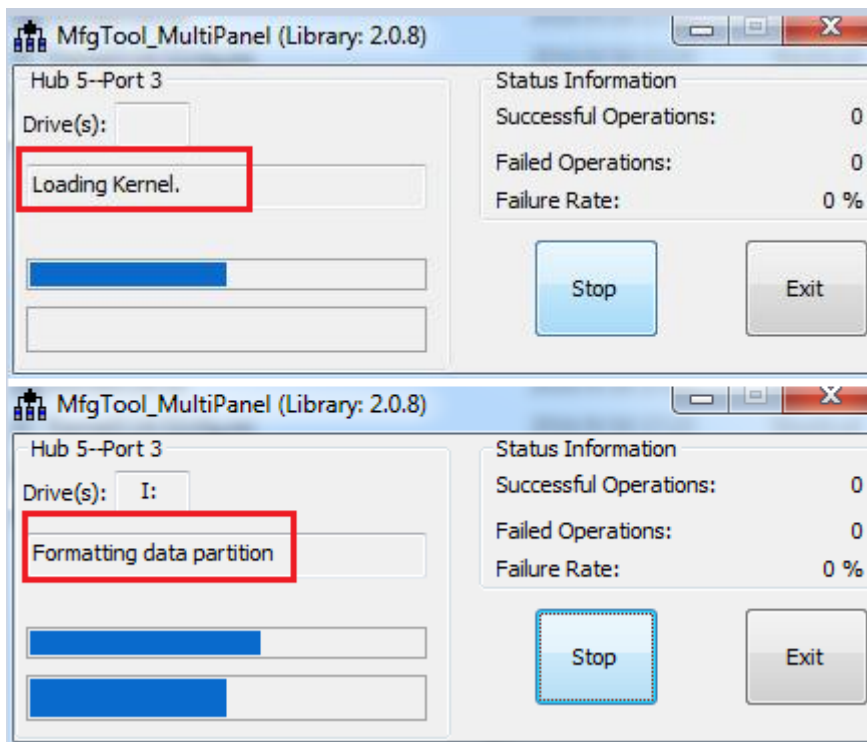 MfgTool_MultiPanel (Library: 2.0.8)
Hub 5--Port 3
Drive(s):
Loading Kernel.
Status Information
Successful Operations: 0
Failed Operations: 0
Failure Rate: 0 %
Stop
Exit
MfgTool_MultiPanel (Library: 2.0.8)
Hub 5--Port 3
Drive(s): I:
Formatting data partition
Status Information
Successful Operations: 0
Failed Operations: 0
Failure Rate: 0 %
Stop
Exit